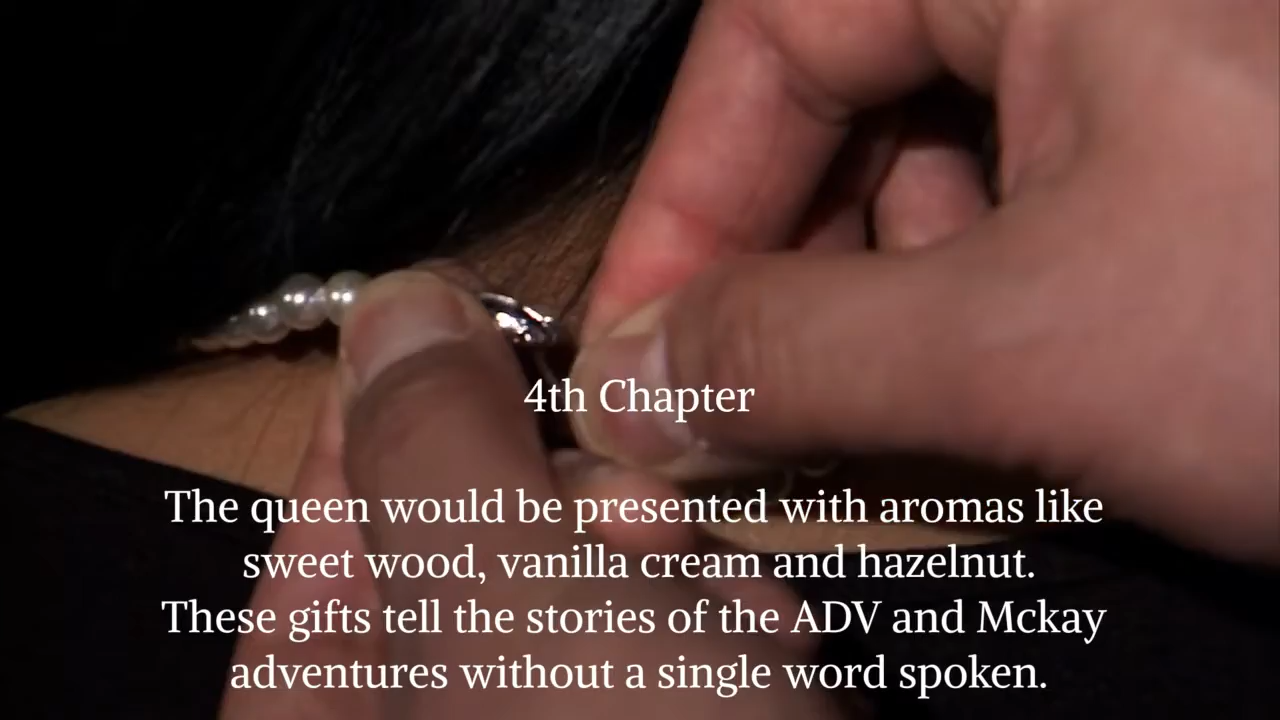 4th Chapter
The queen would be presented with aromas like
sweet wood, vanilla cream and hazelnut.
These gifts tell the stories of the ADV and Mckay
adventures without a single word spoken.